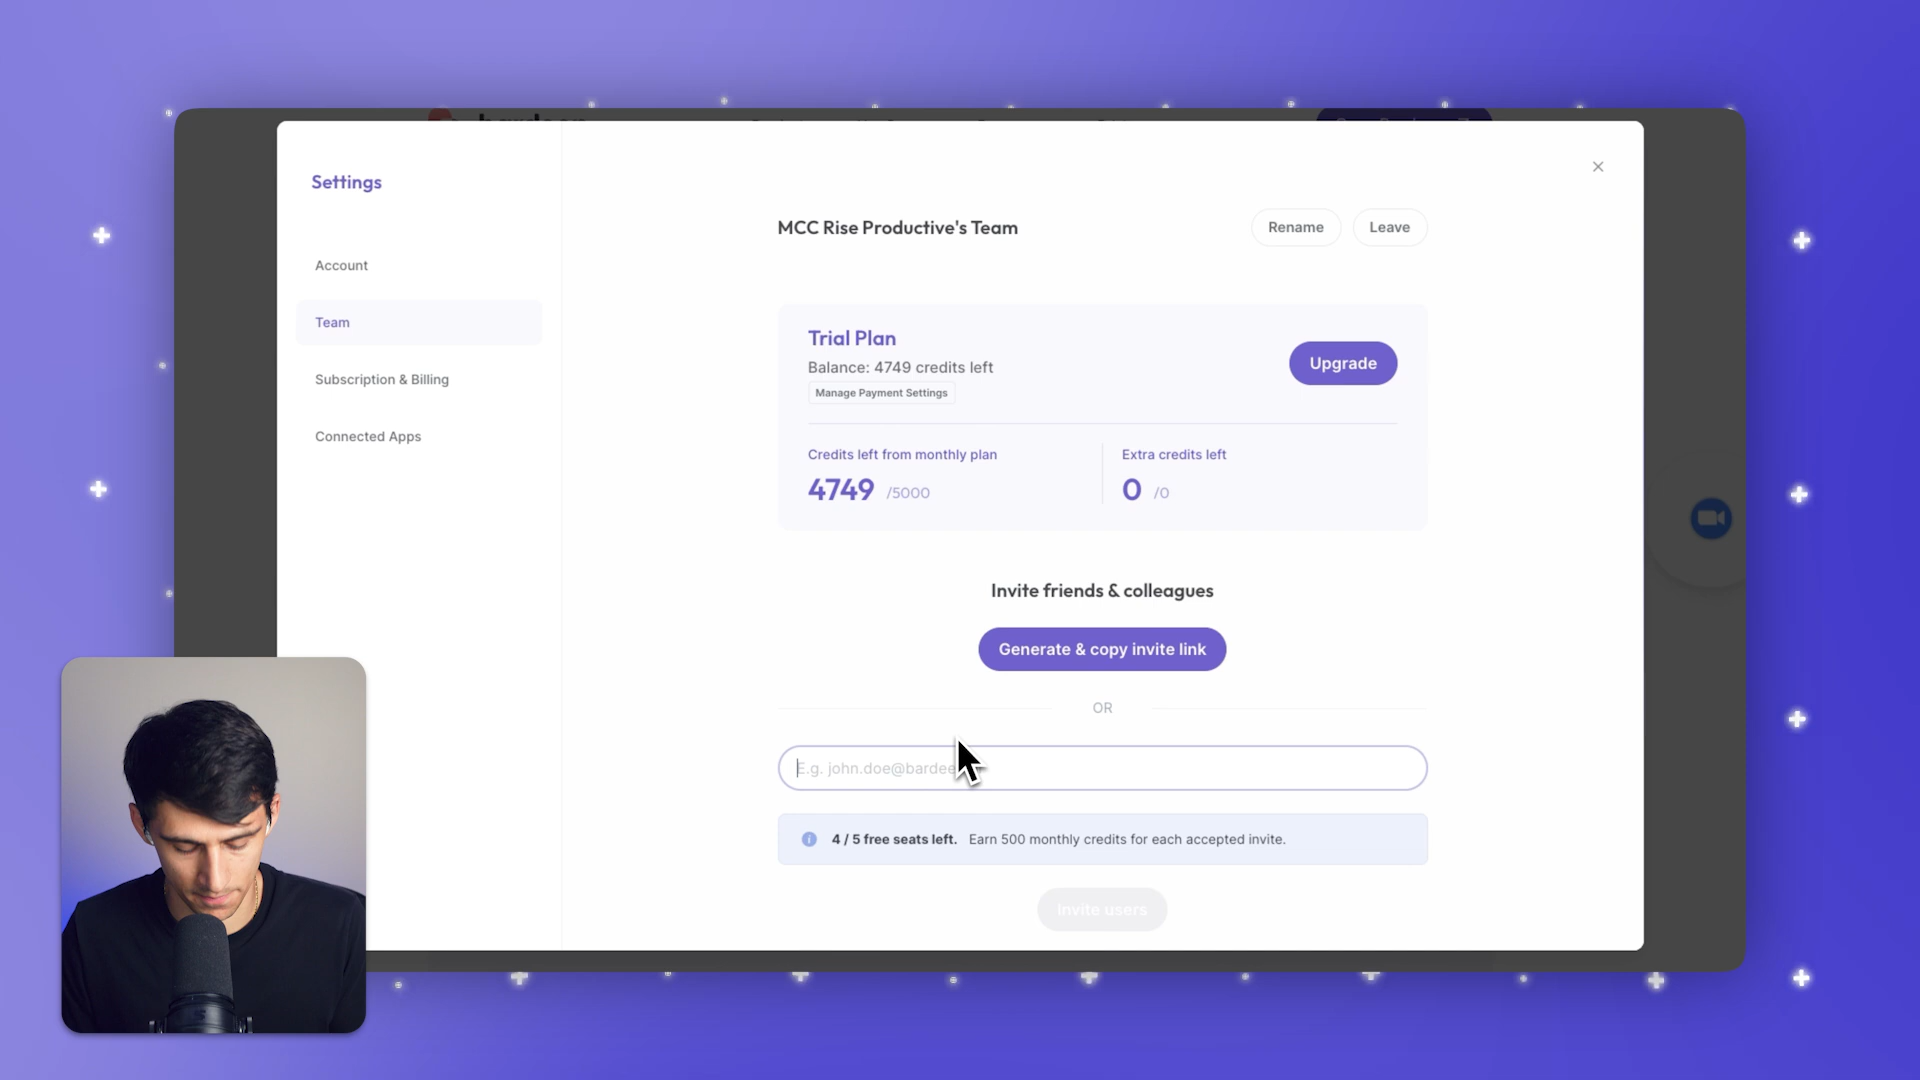 Settings
Account
Team
Subscription & Billing
Connected Apps
MCC Rise Productive's Team
Rename
Leave
Trial Plan
Balance: 4749 credits left
Manage Payment Settings
Upgrade
Credits left from monthly plan
4749 /5000
Extra credits left
0 /0
Invite friends & colleagues
Generate & copy invite link
OR
E.g. john.doe@bardee
4 / 5 free seats left. Earn 500 monthly credits for each accepted invite.
Invite users